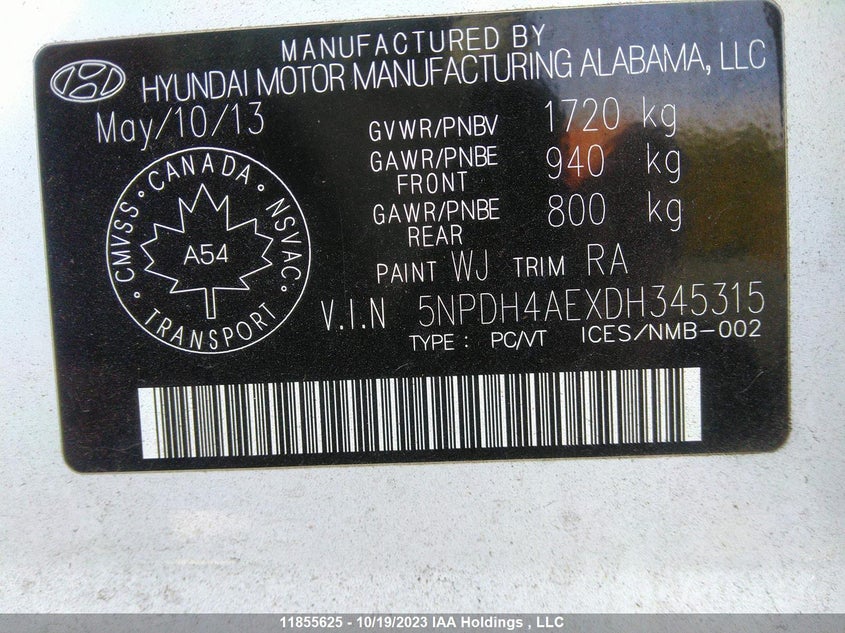 MANUFACTURED BY
HYUNDAI MOTOR MANUFACTURING ALABAMA, LLC
May/10/13
GVWR/PNBV 1720 kg
GAWR/PNBE FRONT 940 kg
GAWR/PNBE REAR 800 kg
CMVSS · CANADA · NSVAC · TRANSPORT ·
A54
PAINT WJ TRIM RA
V.I.N 5NPDH4AEXDH345315
TYPE : PC/VT ICES/NMB-002
11855625 - 10/19/2023 IAA Holdings , LLC